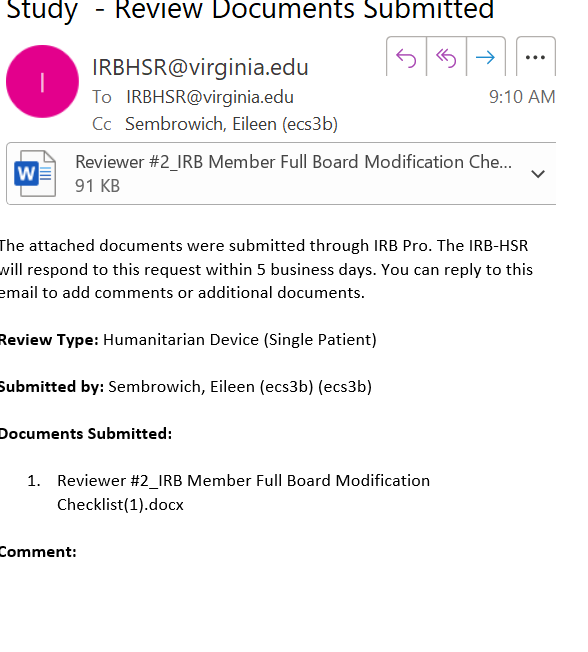 Study - Review Documents Submitted
I
IRBHSR@virginia.edu
To IRBHSR@virginia.edu
9:10 AM
Cc Sembrowich, Eileen (ecs3b)
W
Reviewer #2_IRB Member Full Board Modification Che...
91 KB
The attached documents were submitted through IRB Pro. The IRB-HSR
will respond to this request within 5 business days. You can reply to this
email to add comments or additional documents.
Review Type: Humanitarian Device (Single Patient)
Submitted by: Sembrowich, Eileen (ecs3b) (ecs3b)
Documents Submitted:
1. Reviewer #2_IRB Member Full Board Modification
Checklist(1).docx
Comment: